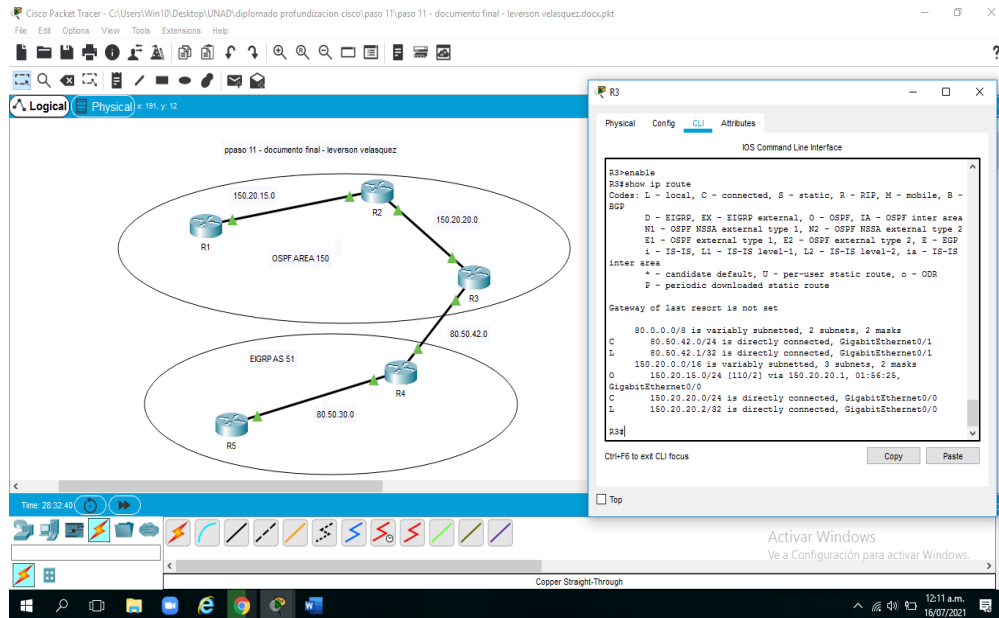 Cisco Packet Tracer - C:\Users\Win10\Desktop\UNAD\diplomado profundizacion cisco\paso 11\paso 11 - documento final - leverson velasquez.docx.pkt
File Edit Options View Tools Extensions Help
?
Logical Physical x: 191, y: 12
ppaso 11 - documento final - leverson velasquez
150.20.15.0
R2
R1
150.20.20.0
OSPF AREA 150
R3
80.50.42.0
EIGRP AS 51
R4
80.50.30.0
R5
R3
Physical Config CLI Attributes
IOS Command Line Interface
R3>enable
R3#show ip route
Codes: L - local, C - connected, S - static, R - RIP, M - mobile, B -
BGP
D - EIGRP, EX - EIGRP external, O - OSPF, IA - OSPF inter area
N1 - OSPF NSSA external type 1, N2 - OSPF NSSA external type 2
E1 - OSPF external type 1, E2 - OSPF external type 2, E - EGP
i - IS-IS, L1 - IS-IS level-1, L2 - IS-IS level-2, ia - IS-IS
inter area
* - candidate default, U - per-user static route, o - ODR
P - periodic downloaded static route
Gateway of last resort is not set
80.0.0.0/8 is variably subnetted, 2 subnets, 2 masks
C 80.50.42.0/24 is directly connected, GigabitEthernet0/1
L 80.50.42.1/32 is directly connected, GigabitEthernet0/1
150.20.0.0/16 is variably subnetted, 3 subnets, 2 masks
O 150.20.15.0/24 [110/2] via 150.20.20.1, 01:56:25,
GigabitEthernet0/0
C 150.20.20.0/24 is directly connected, GigabitEthernet0/0
L 150.20.20.2/32 is directly connected, GigabitEthernet0/0
R3#
Ctrl+F6 to exit CLI focus Copy Paste
Top
Time: 28:32:40
Activar Windows
Ve a Configuración para activar Windows.
Copper Straight-Through
12:11 a.m.
16/07/2021